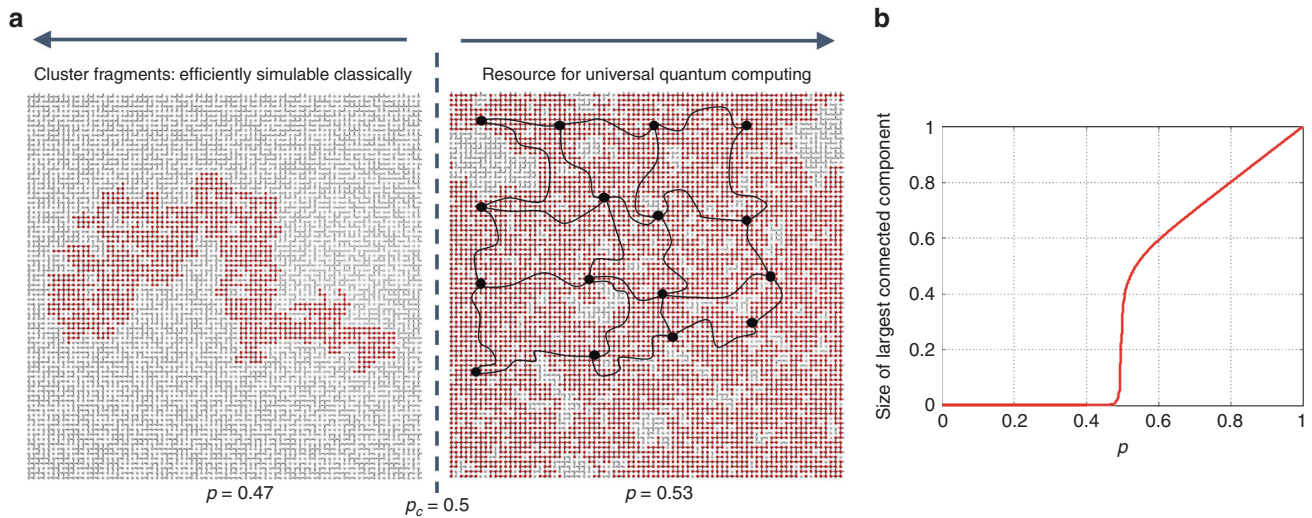 a
Cluster fragments: efficiently simulable classically
Resource for universal quantum computing
p = 0.47
p_c = 0.5
p = 0.53
b
Size of largest connected component
1
0.8
0.6
0.4
0.2
0
0 0.2 0.4 0.6 0.8 1
p